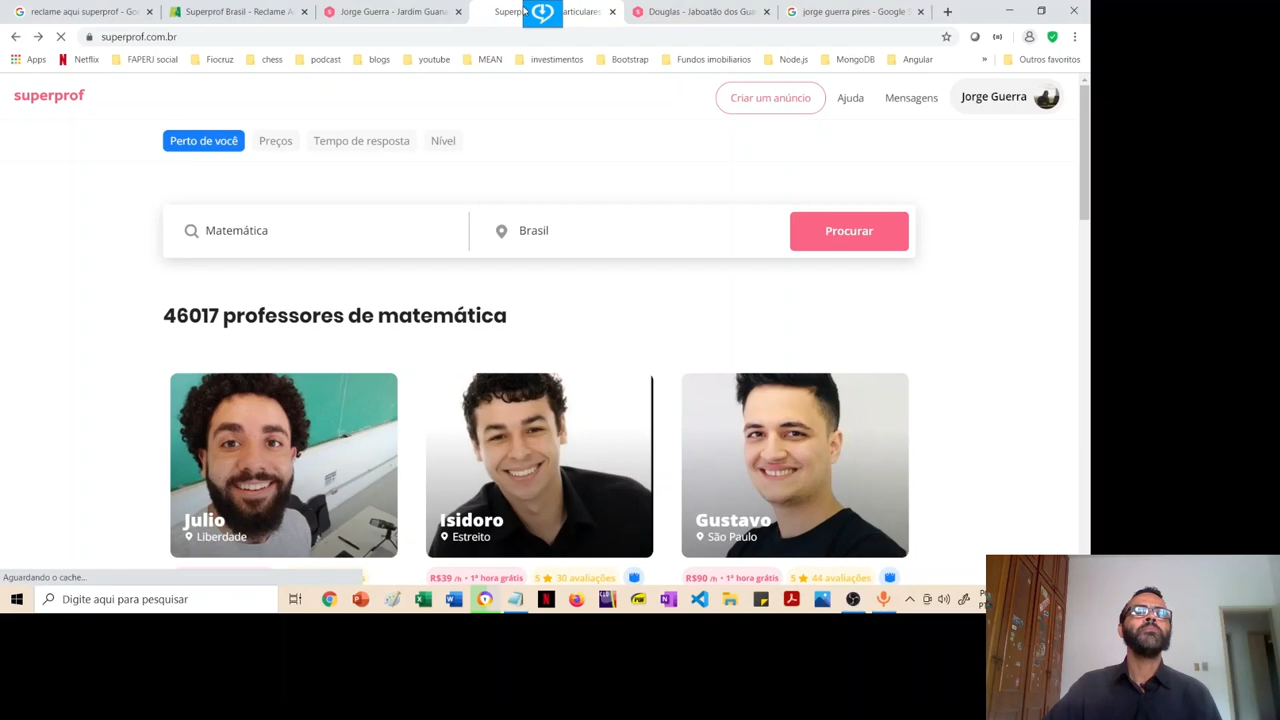 reclame aqui superprof - Go
Superprof Brasil - Reclame A
Jorge Guerra - Jardim Guana
Superp
articulares
Douglas - Jaboatão dos Gua
jorge guerra pires - Google S
superprof.com.br
Apps
Netflix
FAPERJ social
Fiocruz
chess
podcast
blogs
youtube
MEAN
investimentos
Bootstrap
Fundos imobiliarios
Node.js
MongoDB
Angular
»
Outros favoritos
superprof
Criar um anúncio
Ajuda
Mensagens
Jorge Guerra
Perto de você
Preços
Tempo de resposta
Nível
Matemática
Brasil
Procurar
46017 professores de matemática
Julio
Liberdade
Isidoro
Estreito
Gustavo
São Paulo
R$39 /h • 1ª hora grátis
5 ★ 30 avaliações
R$90 /h • 1ª hora grátis
5 ★ 44 avaliações
Aguardando o cache...
Digite aqui para pesquisar